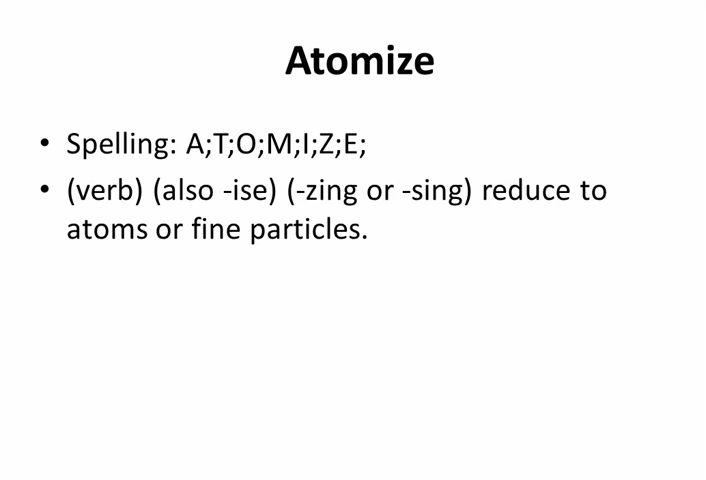 Atomize
• Spelling: A;T;O;M;I;Z;E;
• (verb) (also -ise) (-zing or -sing) reduce to
atoms or fine particles.